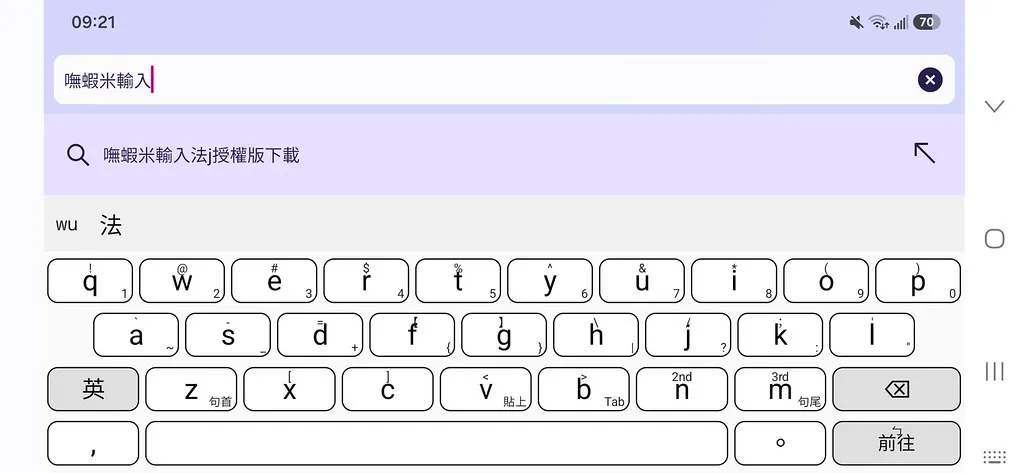 09:21 70
嘸蝦米輸入
嘸蝦米輸入法j授權版下載
wu 法
! @ # $ % ^ & * ( )
q w e r t y u i o p
1 2 3 4 5 6 7 8 9 0
` - = 【 】 \ / ; '
a s d f g h j k l
~ _ + { } | ? : "
[ ] < > 2nd 3rd
英 z x c v b n m
句首 貼上 Tab 句尾
, 。 前往